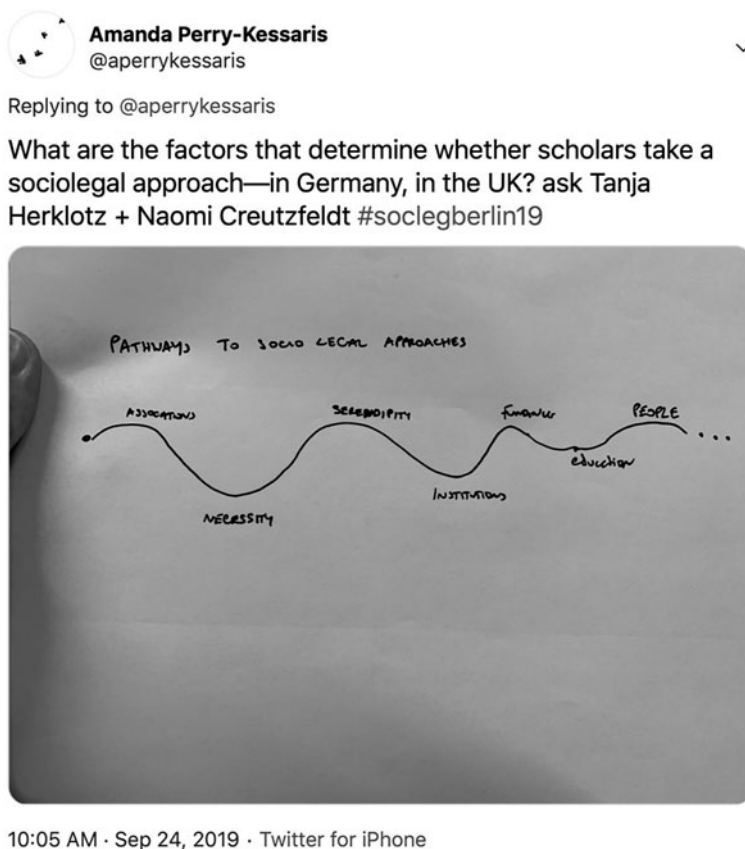 Amanda Perry-Kessaris
@aperrykessaris
Replying to @aperrykessaris
What are the factors that determine whether scholars take a
sociolegal approach—in Germany, in the UK? ask Tanja
Herklotz + Naomi Creutzfeldt #soclegberlin19
PATHWAYS TO SOCIO LEGAL APPROACHES
ASSOCIATIONS
SERENDIPITY
PEOPLE
education
INSTITUTIONS
NECESSITY
10:05 AM · Sep 24, 2019 · Twitter for iPhone